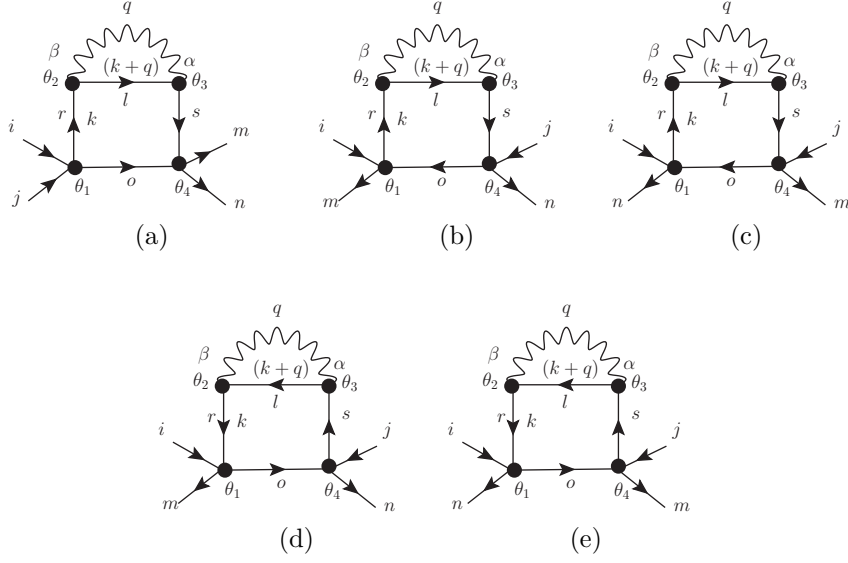 q
β α
θ₂ (k + q) θ₃
l
r k s
i m
j θ₁ o θ₄ n
(a)
q
β α
θ₂ (k + q) θ₃
l
r k s
i j
m θ₁ o θ₄ n
(b)
q
β α
θ₂ (k + q) θ₃
l
r k s
i j
n θ₁ o θ₄ m
(c)
q
β α
θ₂ (k + q) θ₃
l
r k s
i j
m θ₁ o θ₄ n
(d)
q
β α
θ₂ (k + q) θ₃
l
r k s
i j
n θ₁ o θ₄ m
(e)